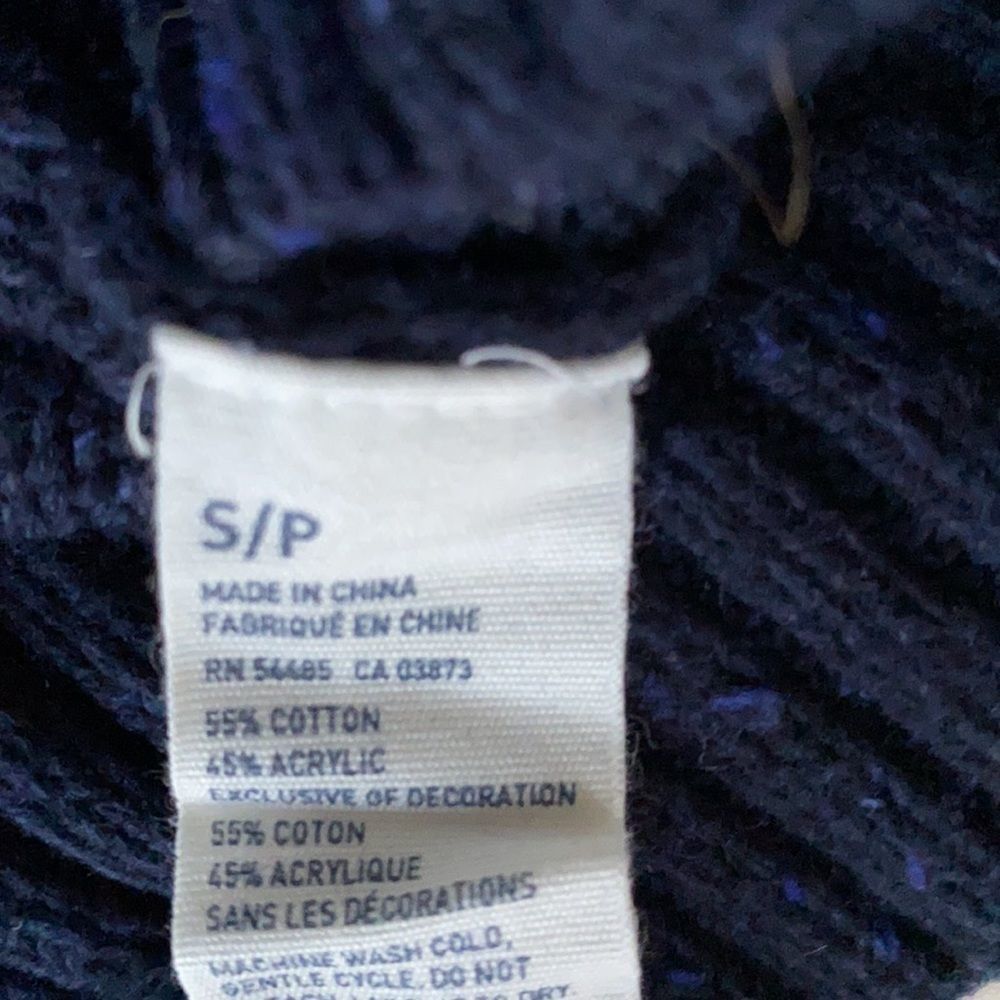 S/P
MADE IN CHINA
FABRIQUÉ EN CHINE
RN 54485 CA 03873
55% COTTON
45% ACRYLIC
EXCLUSIVE OF DECORATION
55% COTON
45% ACRYLIQUE
SANS LES DÉCORATIONS
MACHINE WASH COLD,
GENTLE CYCLE, DO NOT
DRY.